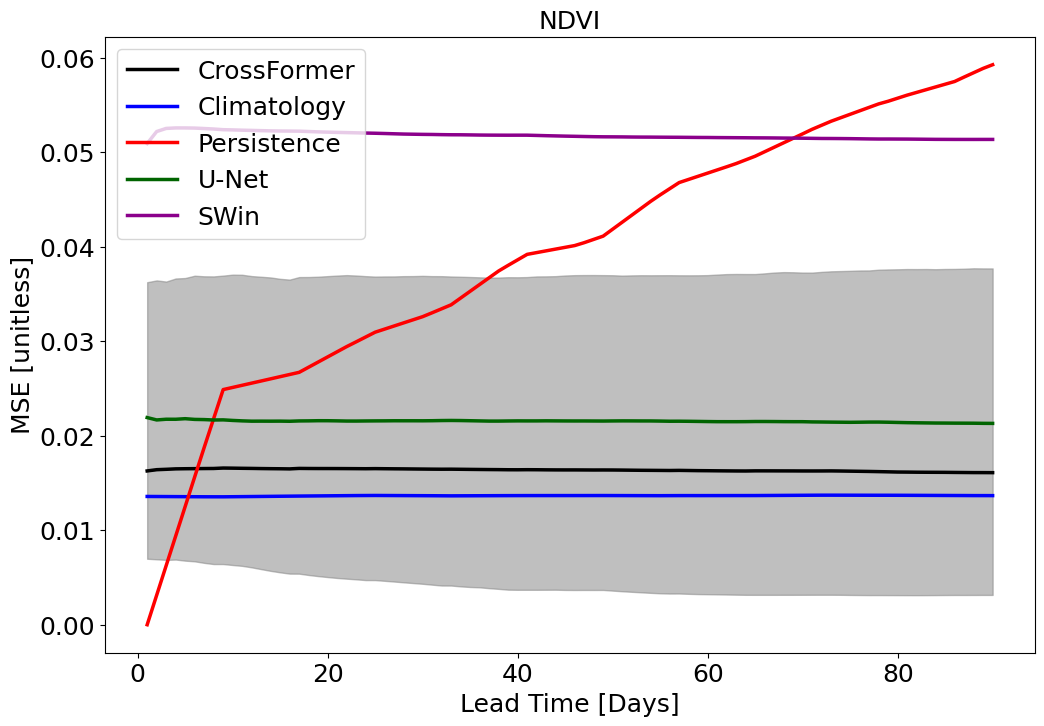 NDVI
CrossFormer
Climatology
Persistence
U-Net
SWin
MSE [unitless]
0.06
0.05
0.04
0.03
0.02
0.01
0.00
0 20 40 60 80
Lead Time [Days]